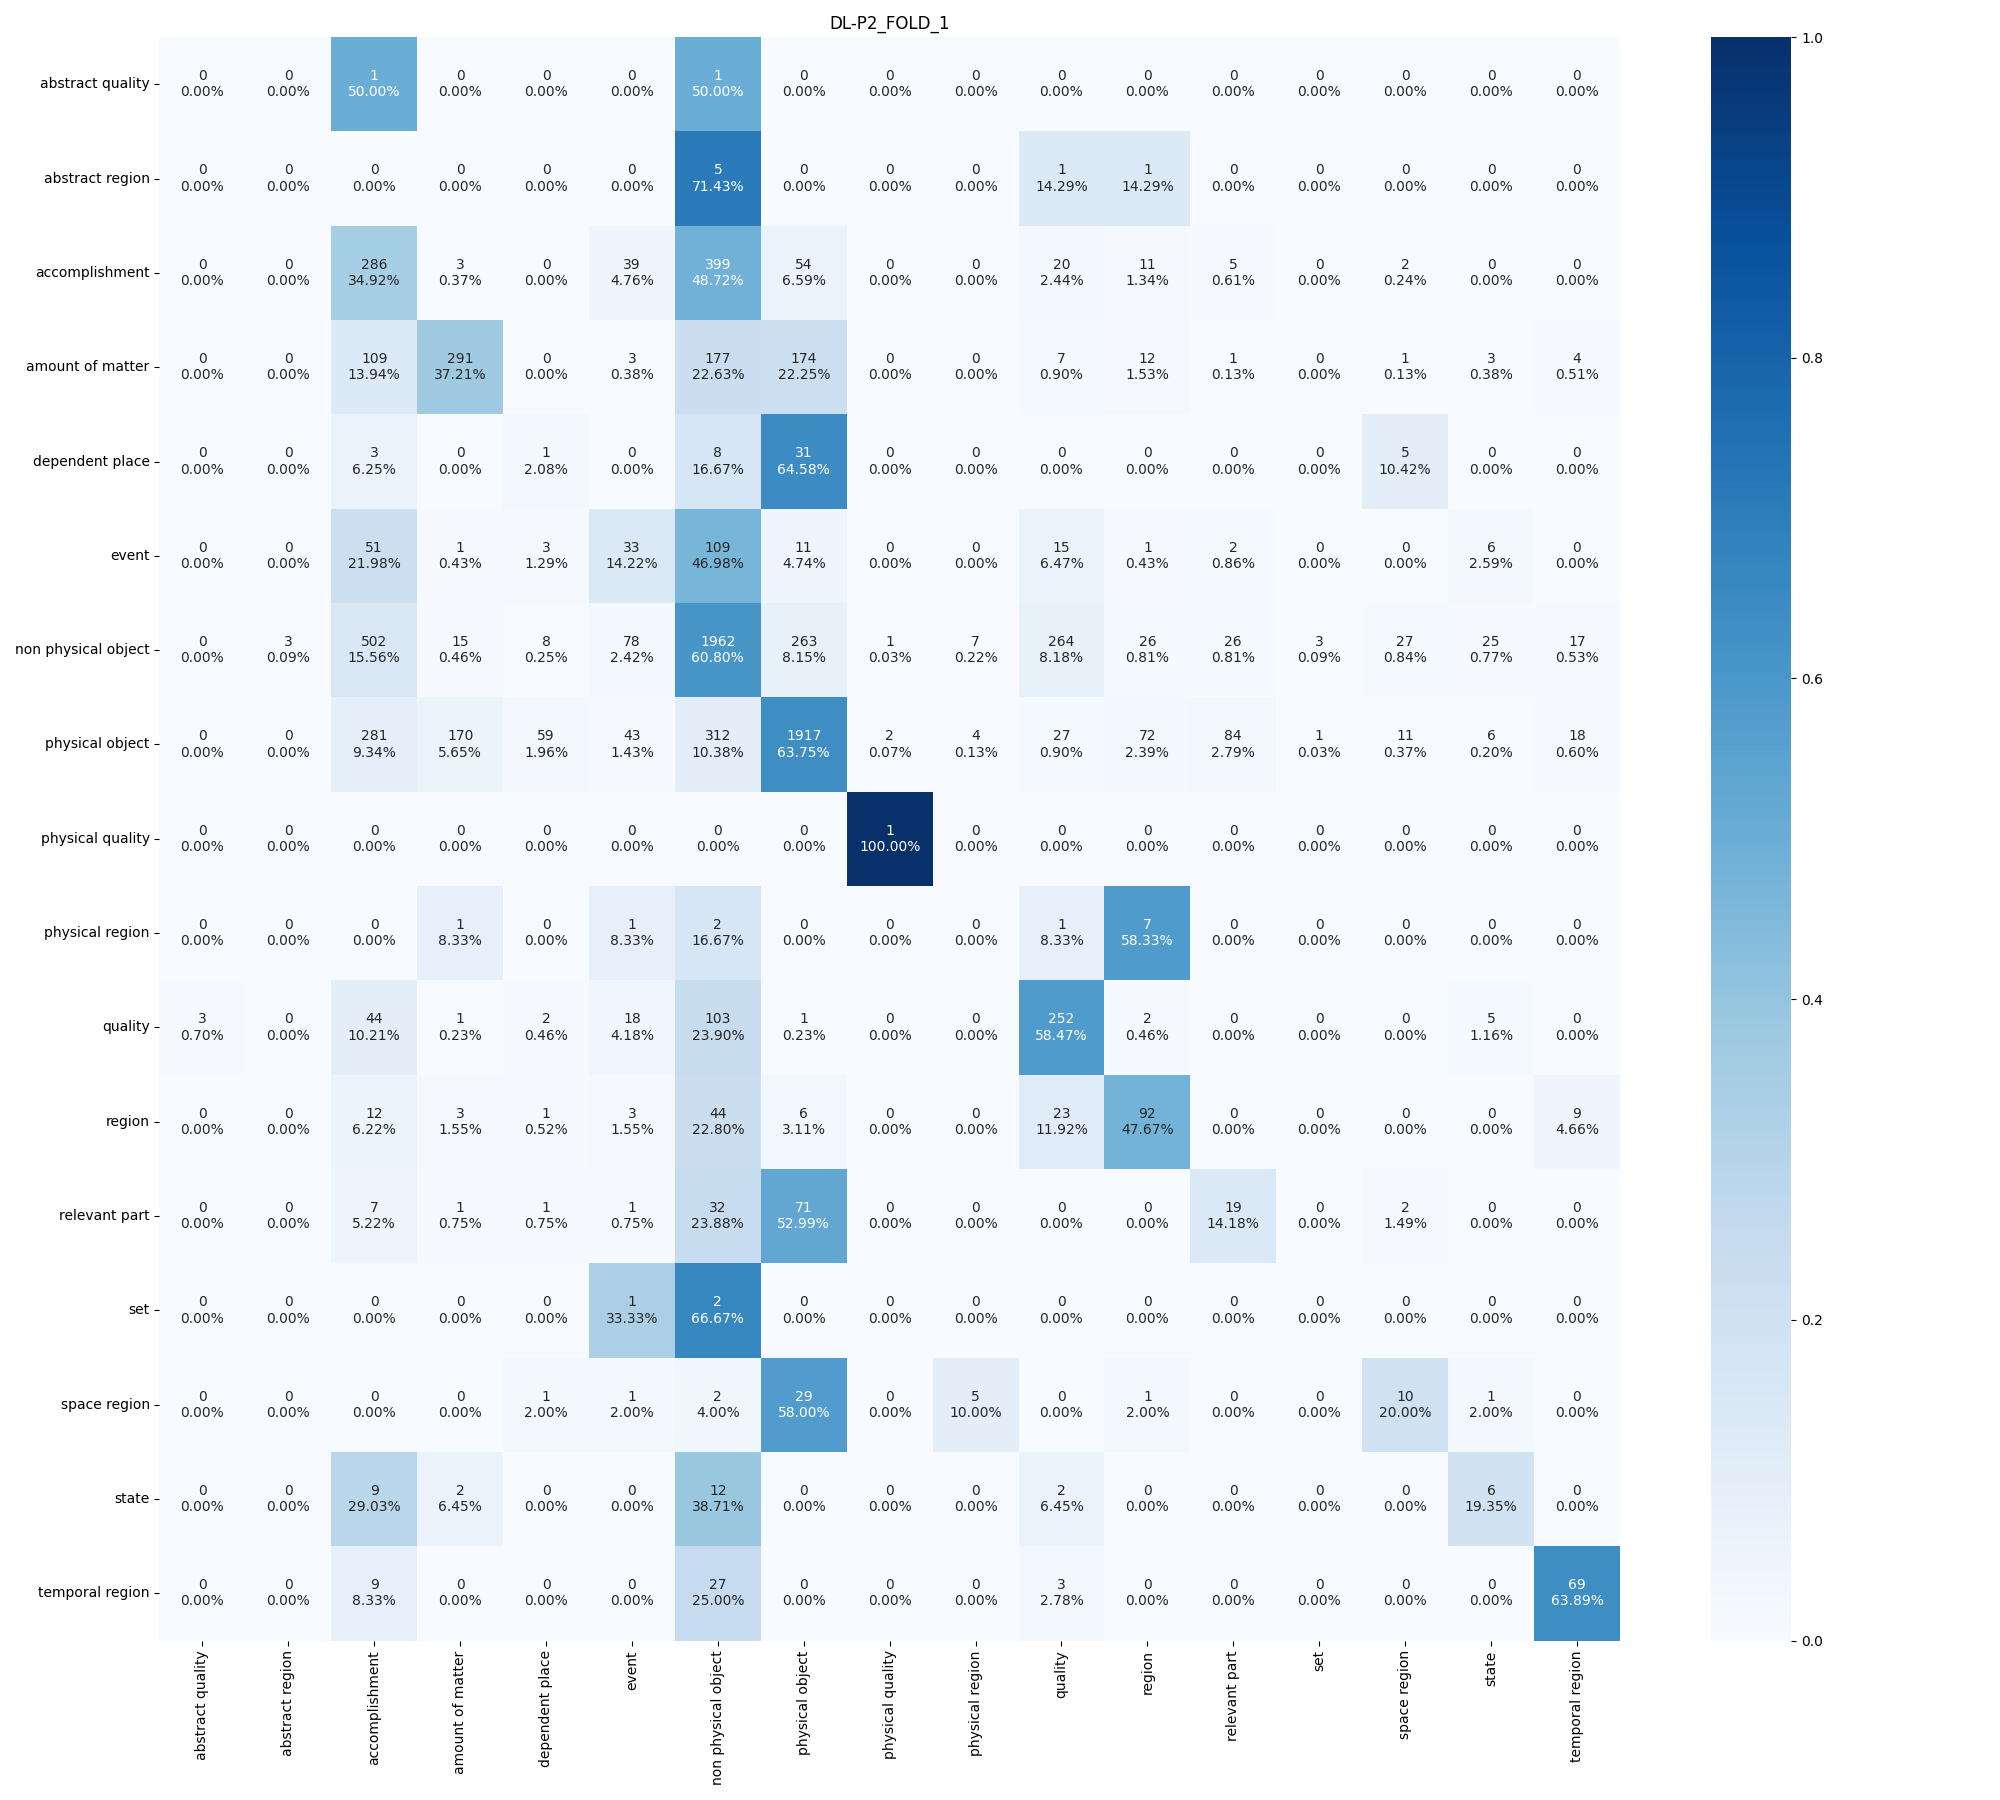 DL-P2_FOLD_1
abstract quality
0 0 1 0 0 0 1 0 0 0 0 0 0 0 0 0 0
0.00% 0.00% 50.00% 0.00% 0.00% 0.00% 50.00% 0.00% 0.00% 0.00% 0.00% 0.00% 0.00% 0.00% 0.00% 0.00% 0.00%
abstract region
0 0 0 0 0 0 5 0 0 0 1 1 0 0 0 0 0
0.00% 0.00% 0.00% 0.00% 0.00% 0.00% 71.43% 0.00% 0.00% 0.00% 14.29% 14.29% 0.00% 0.00% 0.00% 0.00% 0.00%
accomplishment
0 0 286 3 0 39 399 54 0 0 20 11 5 0 2 0 0
0.00% 0.00% 34.92% 0.37% 0.00% 4.76% 48.72% 6.59% 0.00% 0.00% 2.44% 1.34% 0.61% 0.00% 0.24% 0.00% 0.00%
amount of matter
0 0 109 291 0 3 177 174 0 0 7 12 1 0 1 3 4
0.00% 0.00% 13.94% 37.21% 0.00% 0.38% 22.63% 22.25% 0.00% 0.00% 0.90% 1.53% 0.13% 0.00% 0.13% 0.38% 0.51%
dependent place
0 0 3 0 1 0 8 31 0 0 0 0 0 0 5 0 0
0.00% 0.00% 6.25% 0.00% 2.08% 0.00% 16.67% 64.58% 0.00% 0.00% 0.00% 0.00% 0.00% 0.00% 10.42% 0.00% 0.00%
event
0 0 51 1 3 33 109 11 0 0 15 1 2 0 0 6 0
0.00% 0.00% 21.98% 0.43% 1.29% 14.22% 46.98% 4.74% 0.00% 0.00% 6.47% 0.43% 0.86% 0.00% 0.00% 2.59% 0.00%
non physical object
0 3 502 15 8 78 1962 263 1 7 264 26 26 3 27 25 17
0.00% 0.09% 15.56% 0.46% 0.25% 2.42% 60.80% 8.15% 0.03% 0.22% 8.18% 0.81% 0.81% 0.09% 0.84% 0.77% 0.53%
physical object
0 0 281 170 59 43 312 1917 2 4 27 72 84 1 11 6 18
0.00% 0.00% 9.34% 5.65% 1.96% 1.43% 10.38% 63.75% 0.07% 0.13% 0.90% 2.39% 2.79% 0.03% 0.37% 0.20% 0.60%
physical quality
0 0 0 0 0 0 0 0 1 0 0 0 0 0 0 0 0
0.00% 0.00% 0.00% 0.00% 0.00% 0.00% 0.00% 0.00% 100.00% 0.00% 0.00% 0.00% 0.00% 0.00% 0.00% 0.00% 0.00%
physical region
0 0 0 1 0 1 2 0 0 0 1 7 0 0 0 0 0
0.00% 0.00% 0.00% 8.33% 0.00% 8.33% 16.67% 0.00% 0.00% 0.00% 8.33% 58.33% 0.00% 0.00% 0.00% 0.00% 0.00%
quality
3 0 44 1 2 18 103 1 0 0 252 2 0 0 0 5 0
0.70% 0.00% 10.21% 0.23% 0.46% 4.18% 23.90% 0.23% 0.00% 0.00% 58.47% 0.46% 0.00% 0.00% 0.00% 1.16% 0.00%
region
0 0 12 3 1 3 44 6 0 0 23 92 0 0 0 0 9
0.00% 0.00% 6.22% 1.55% 0.52% 1.55% 22.80% 3.11% 0.00% 0.00% 11.92% 47.67% 0.00% 0.00% 0.00% 0.00% 4.66%
relevant part
0 0 7 1 1 1 32 71 0 0 0 0 19 0 2 0 0
0.00% 0.00% 5.22% 0.75% 0.75% 0.75% 23.88% 52.99% 0.00% 0.00% 0.00% 0.00% 14.18% 0.00% 1.49% 0.00% 0.00%
set
0 0 0 0 0 1 2 0 0 0 0 0 0 0 0 0 0
0.00% 0.00% 0.00% 0.00% 0.00% 33.33% 66.67% 0.00% 0.00% 0.00% 0.00% 0.00% 0.00% 0.00% 0.00% 0.00% 0.00%
space region
0 0 0 0 1 1 2 29 0 5 0 1 0 0 10 1 0
0.00% 0.00% 0.00% 0.00% 2.00% 2.00% 4.00% 58.00% 0.00% 10.00% 0.00% 2.00% 0.00% 0.00% 20.00% 2.00% 0.00%
state
0 0 9 2 0 0 12 0 0 0 2 0 0 0 0 6 0
0.00% 0.00% 29.03% 6.45% 0.00% 0.00% 38.71% 0.00% 0.00% 0.00% 6.45% 0.00% 0.00% 0.00% 0.00% 19.35% 0.00%
temporal region
0 0 9 0 0 0 27 0 0 0 3 0 0 0 0 0 69
0.00% 0.00% 8.33% 0.00% 0.00% 0.00% 25.00% 0.00% 0.00% 0.00% 2.78% 0.00% 0.00% 0.00% 0.00% 0.00% 63.89%
abstract quality
abstract region
accomplishment
amount of matter
dependent place
event
non physical object
physical object
physical quality
physical region
quality
region
relevant part
set
space region
state
temporal region
1.0
0.8
0.6
0.4
0.2
0.0